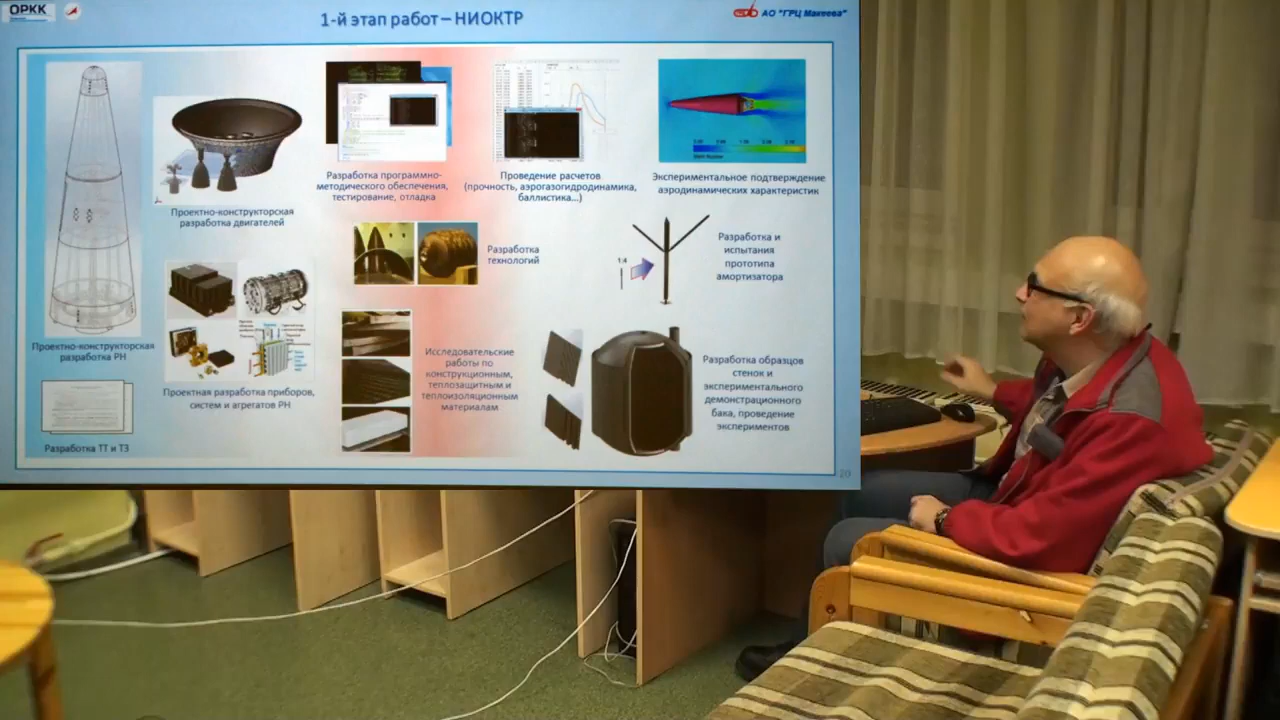 ОРКК
1-й этап работ – НИОКТР
АО "ГРЦ Макеева"
Проектно-конструкторская
разработка РН
Разработка ТТ и ТЗ
Проектно-конструкторская
разработка двигателей
Проектная разработка приборов,
систем и агрегатов РН
Разработка программно-
методического обеспечения,
тестирование, отладка
Проведение расчетов
(прочность, аэрогазогидродинамика,
баллистика...)
Экспериментальное подтверждение
аэродинамических характеристик
Разработка
технологий
1:4
Разработка и
испытания
прототипа
амортизатора
Исследовательские
работы по
конструкционным,
теплозащитным и
теплоизоляционным
материалам
Разработка образцов
стенок и
экспериментального
демонстрационного
бака, проведение
экспериментов
20